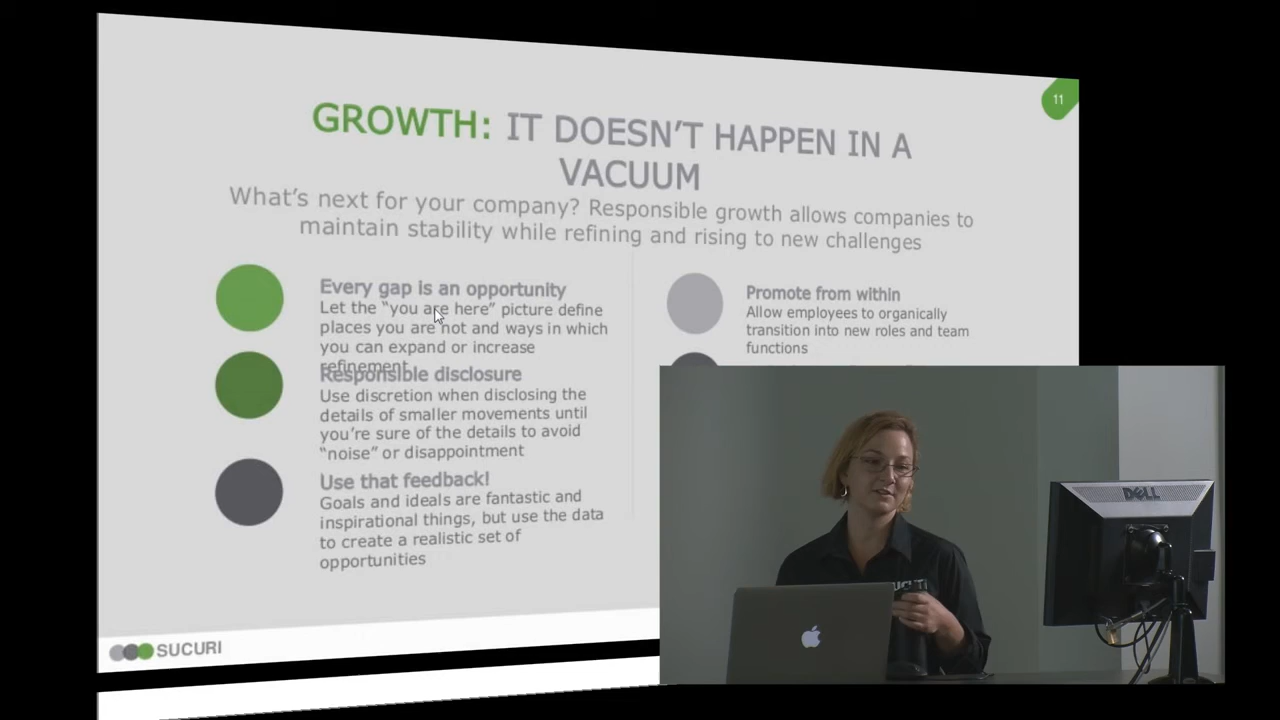 11
GROWTH: IT DOESN'T HAPPEN IN A
VACUUM
What's next for your company? Responsible growth allows companies to
maintain stability while refining and rising to new challenges
Every gap is an opportunity
Let the "you are here" picture define
places you are not and ways in which
you can expand or increase
refinement
Responsible disclosure
Use discretion when disclosing the
details of smaller movements until
you're sure of the details to avoid
"noise" or disappointment
Use that feedback!
Goals and ideals are fantastic and
inspirational things, but use the data
to create a realistic set of
opportunities
Promote from within
Allow employees to organically
transition into new roles and team
functions
SUCURI
DELL